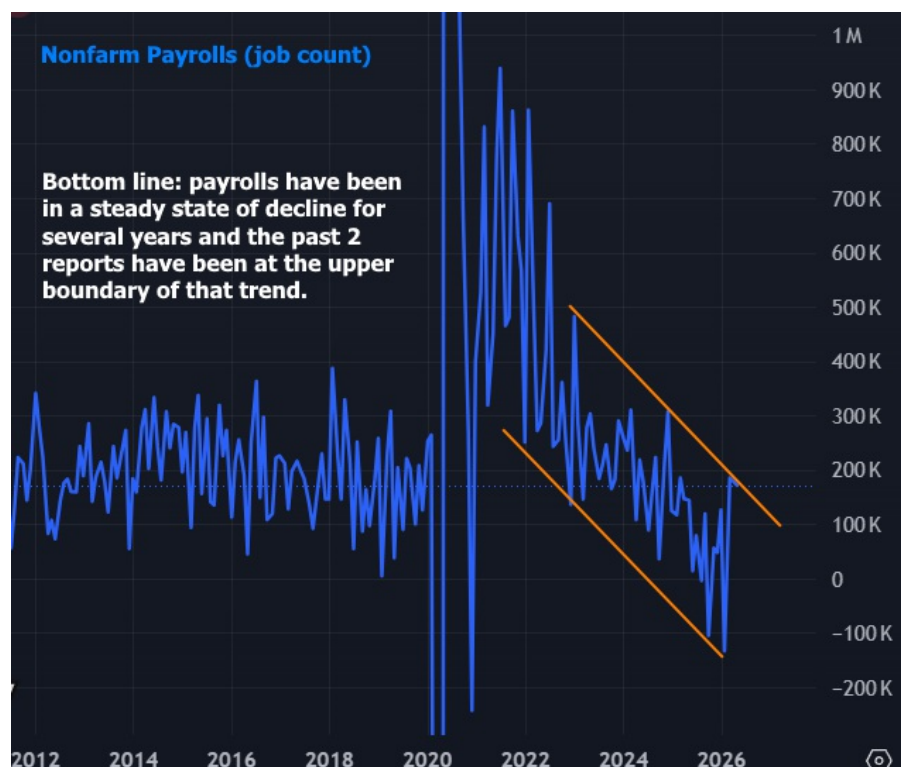 Nonfarm Payrolls (job count)
Bottom line: payrolls have been
in a steady state of decline for
several years and the past 2
reports have been at the upper
boundary of that trend.
1 M
900 K
800 K
700 K
600 K
500 K
400 K
300 K
200 K
100 K
0
−100 K
−200 K
2012 2014 2016 2018 2020 2022 2024 2026